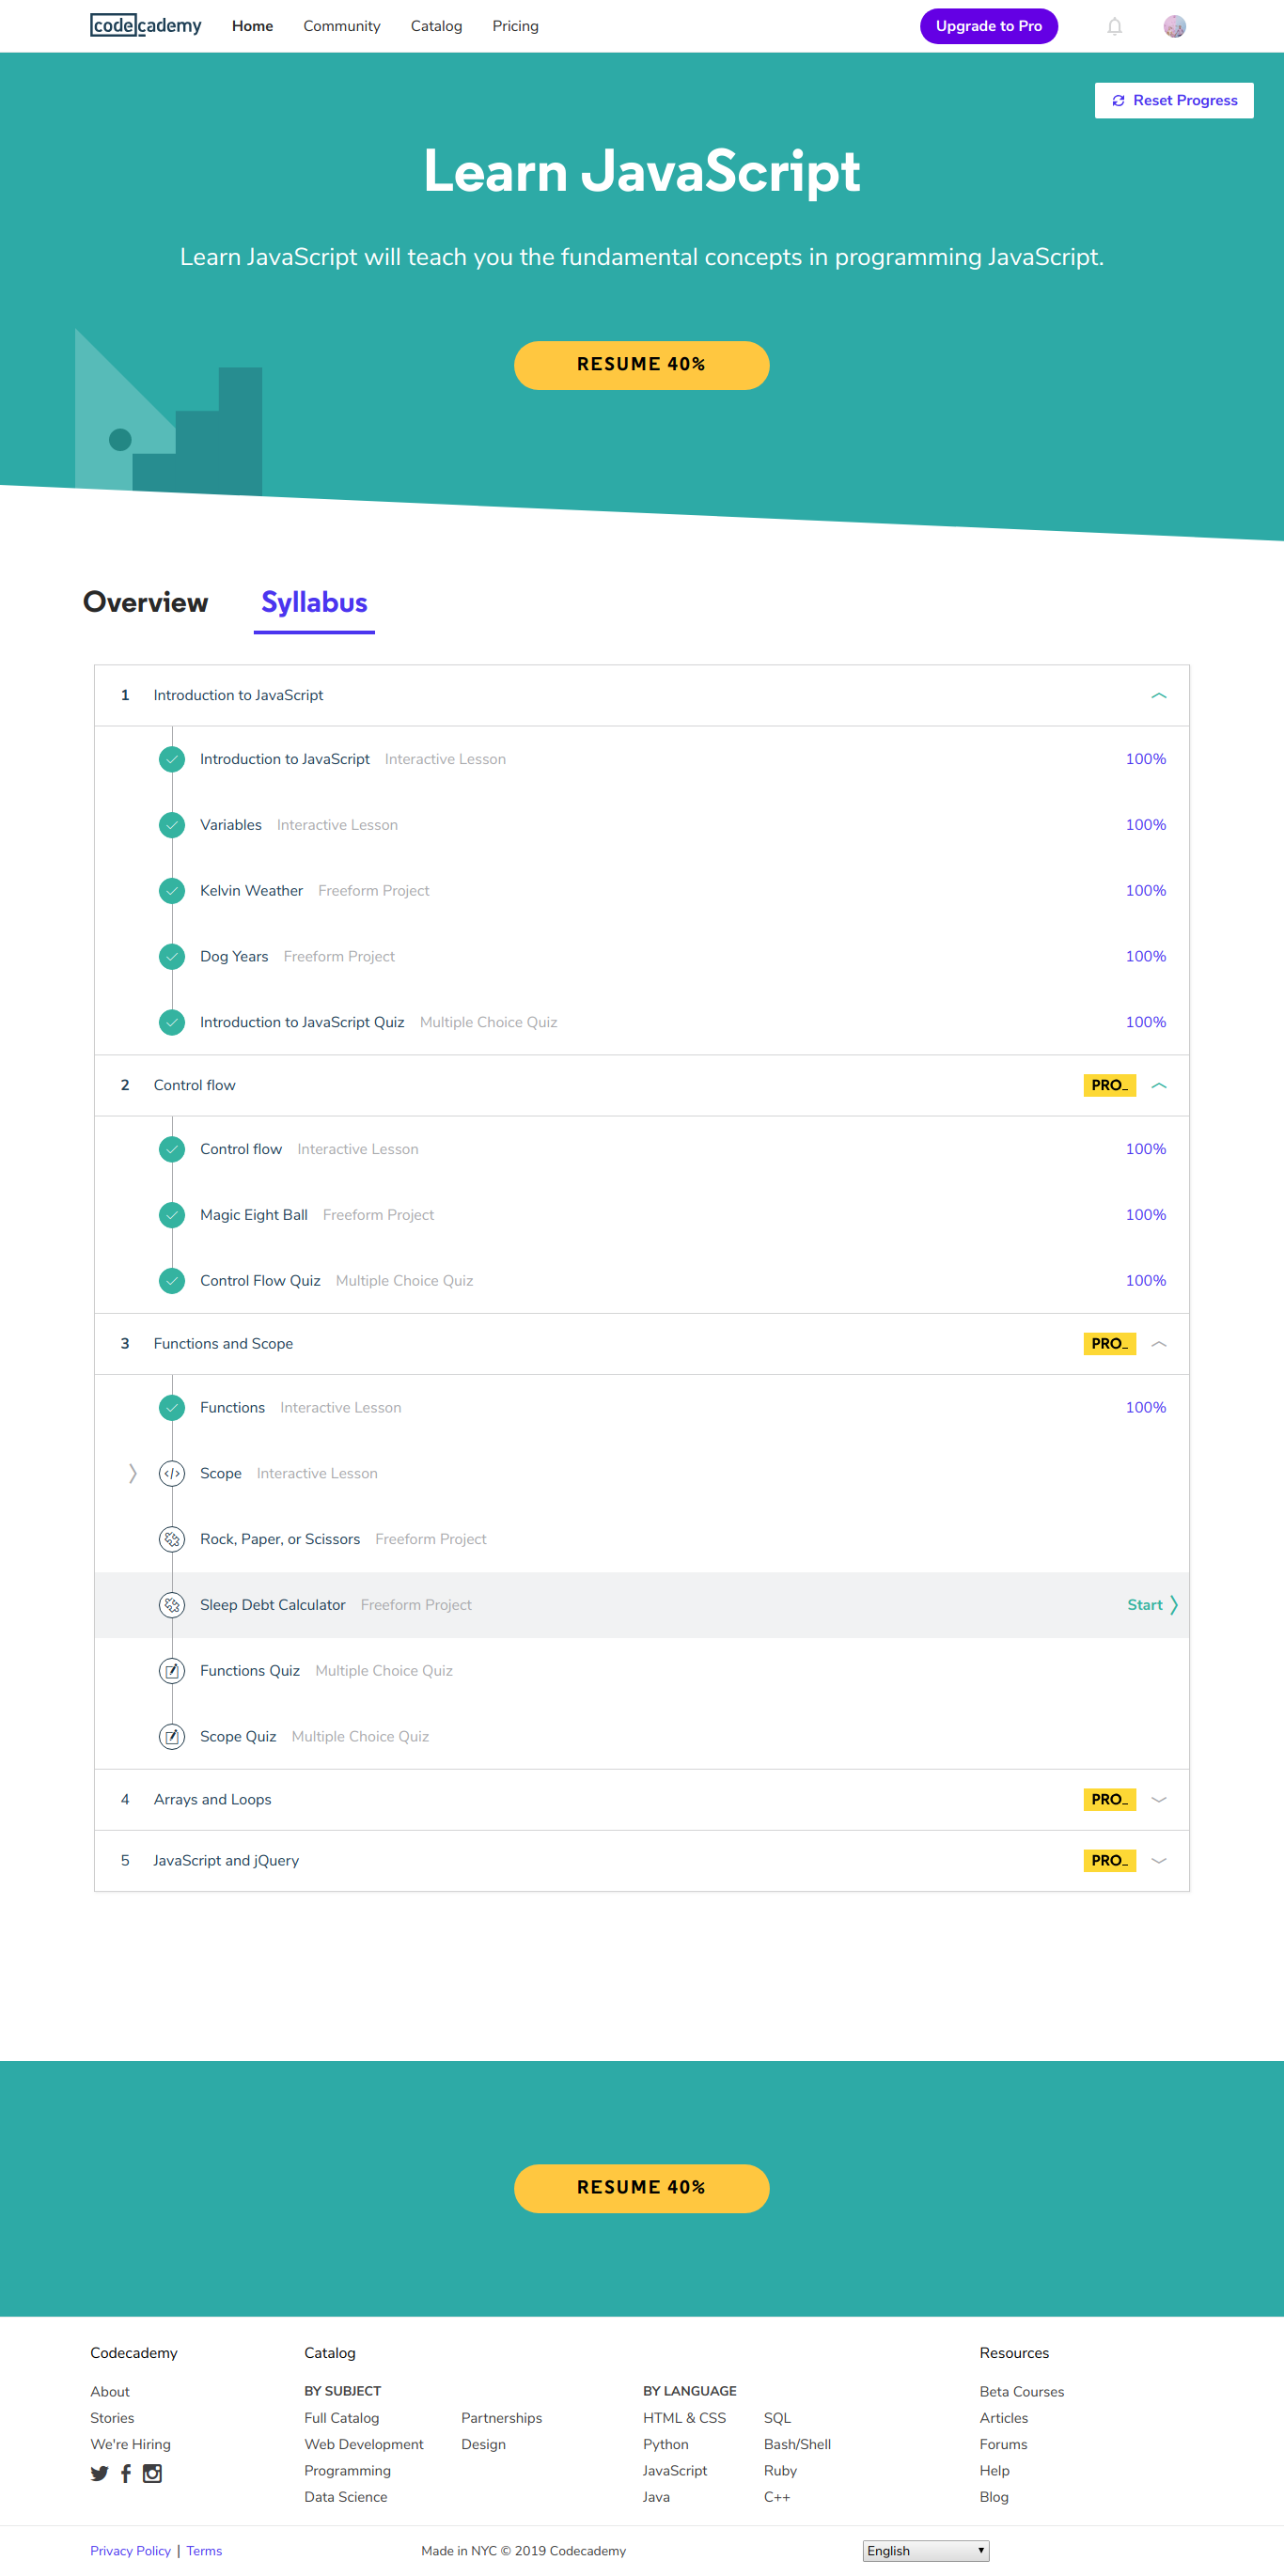 codecademy Home Community Catalog Pricing Upgrade to Pro
Reset Progress
Learn JavaScript
Learn JavaScript will teach you the fundamental concepts in programming JavaScript.
RESUME 40%
Overview Syllabus
1 Introduction to JavaScript
Introduction to JavaScript Interactive Lesson 100%
Variables Interactive Lesson 100%
Kelvin Weather Freeform Project 100%
Dog Years Freeform Project 100%
Introduction to JavaScript Quiz Multiple Choice Quiz 100%
2 Control flow PRO_
Control flow Interactive Lesson 100%
Magic Eight Ball Freeform Project 100%
Control Flow Quiz Multiple Choice Quiz 100%
3 Functions and Scope PRO_
Functions Interactive Lesson 100%
</> Scope Interactive Lesson
Rock, Paper, or Scissors Freeform Project
Sleep Debt Calculator Freeform Project Start
Functions Quiz Multiple Choice Quiz
Scope Quiz Multiple Choice Quiz
4 Arrays and Loops PRO_
5 JavaScript and jQuery PRO_
RESUME 40%
Codecademy Catalog Resources
About BY SUBJECT BY LANGUAGE Beta Courses
Stories Full Catalog Partnerships HTML & CSS SQL Articles
We're Hiring Web Development Design Python Bash/Shell Forums
Programming JavaScript Ruby Help
Data Science Java C++ Blog
Privacy Policy | Terms Made in NYC © 2019 Codecademy English